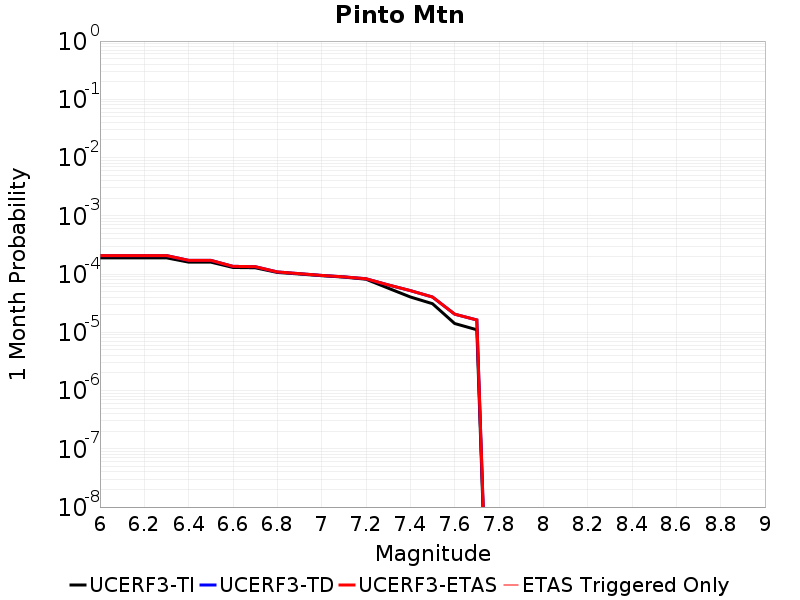 Pinto Mtn
1 Month Probability
10^0
10^-1
10^-2
10^-3
10^-4
10^-5
10^-6
10^-7
10^-8
6 6.2 6.4 6.6 6.8 7 7.2 7.4 7.6 7.8 8 8.2 8.4 8.6 8.8 9
Magnitude
UCERF3-TI UCERF3-TD UCERF3-ETAS ETAS Triggered Only